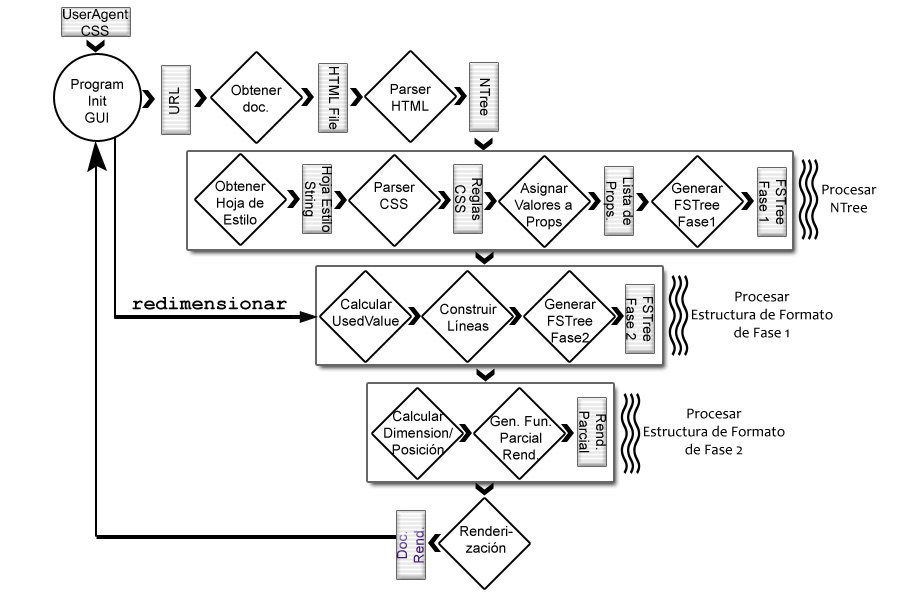 UserAgent
CSS
Program
Init
GUI
URL
Obtener
doc.
HTML File
Parser
HTML
NTree
Obtener
Hoja de
Estilo
Hoja Estilo
String
Parser
CSS
Reglas
CSS
Asignar
Valores a
Props
Lista de
Props.
Generar
FSTree
Fase1
FSTree
Fase 1
Procesar
NTree
redimensionar
Calcular
UsedValue
Construir
Líneas
Generar
FSTree
Fase2
FSTree
Fase 2
Procesar
Estructura de Formato
de Fase 1
Calcular
Dimension/
Posición
Gen. Fun.
Parcial
Rend.
Rend.
Parcial
Procesar
Estructura de Formato
de Fase 2
Renderi-
zación
Doc.
Rend.